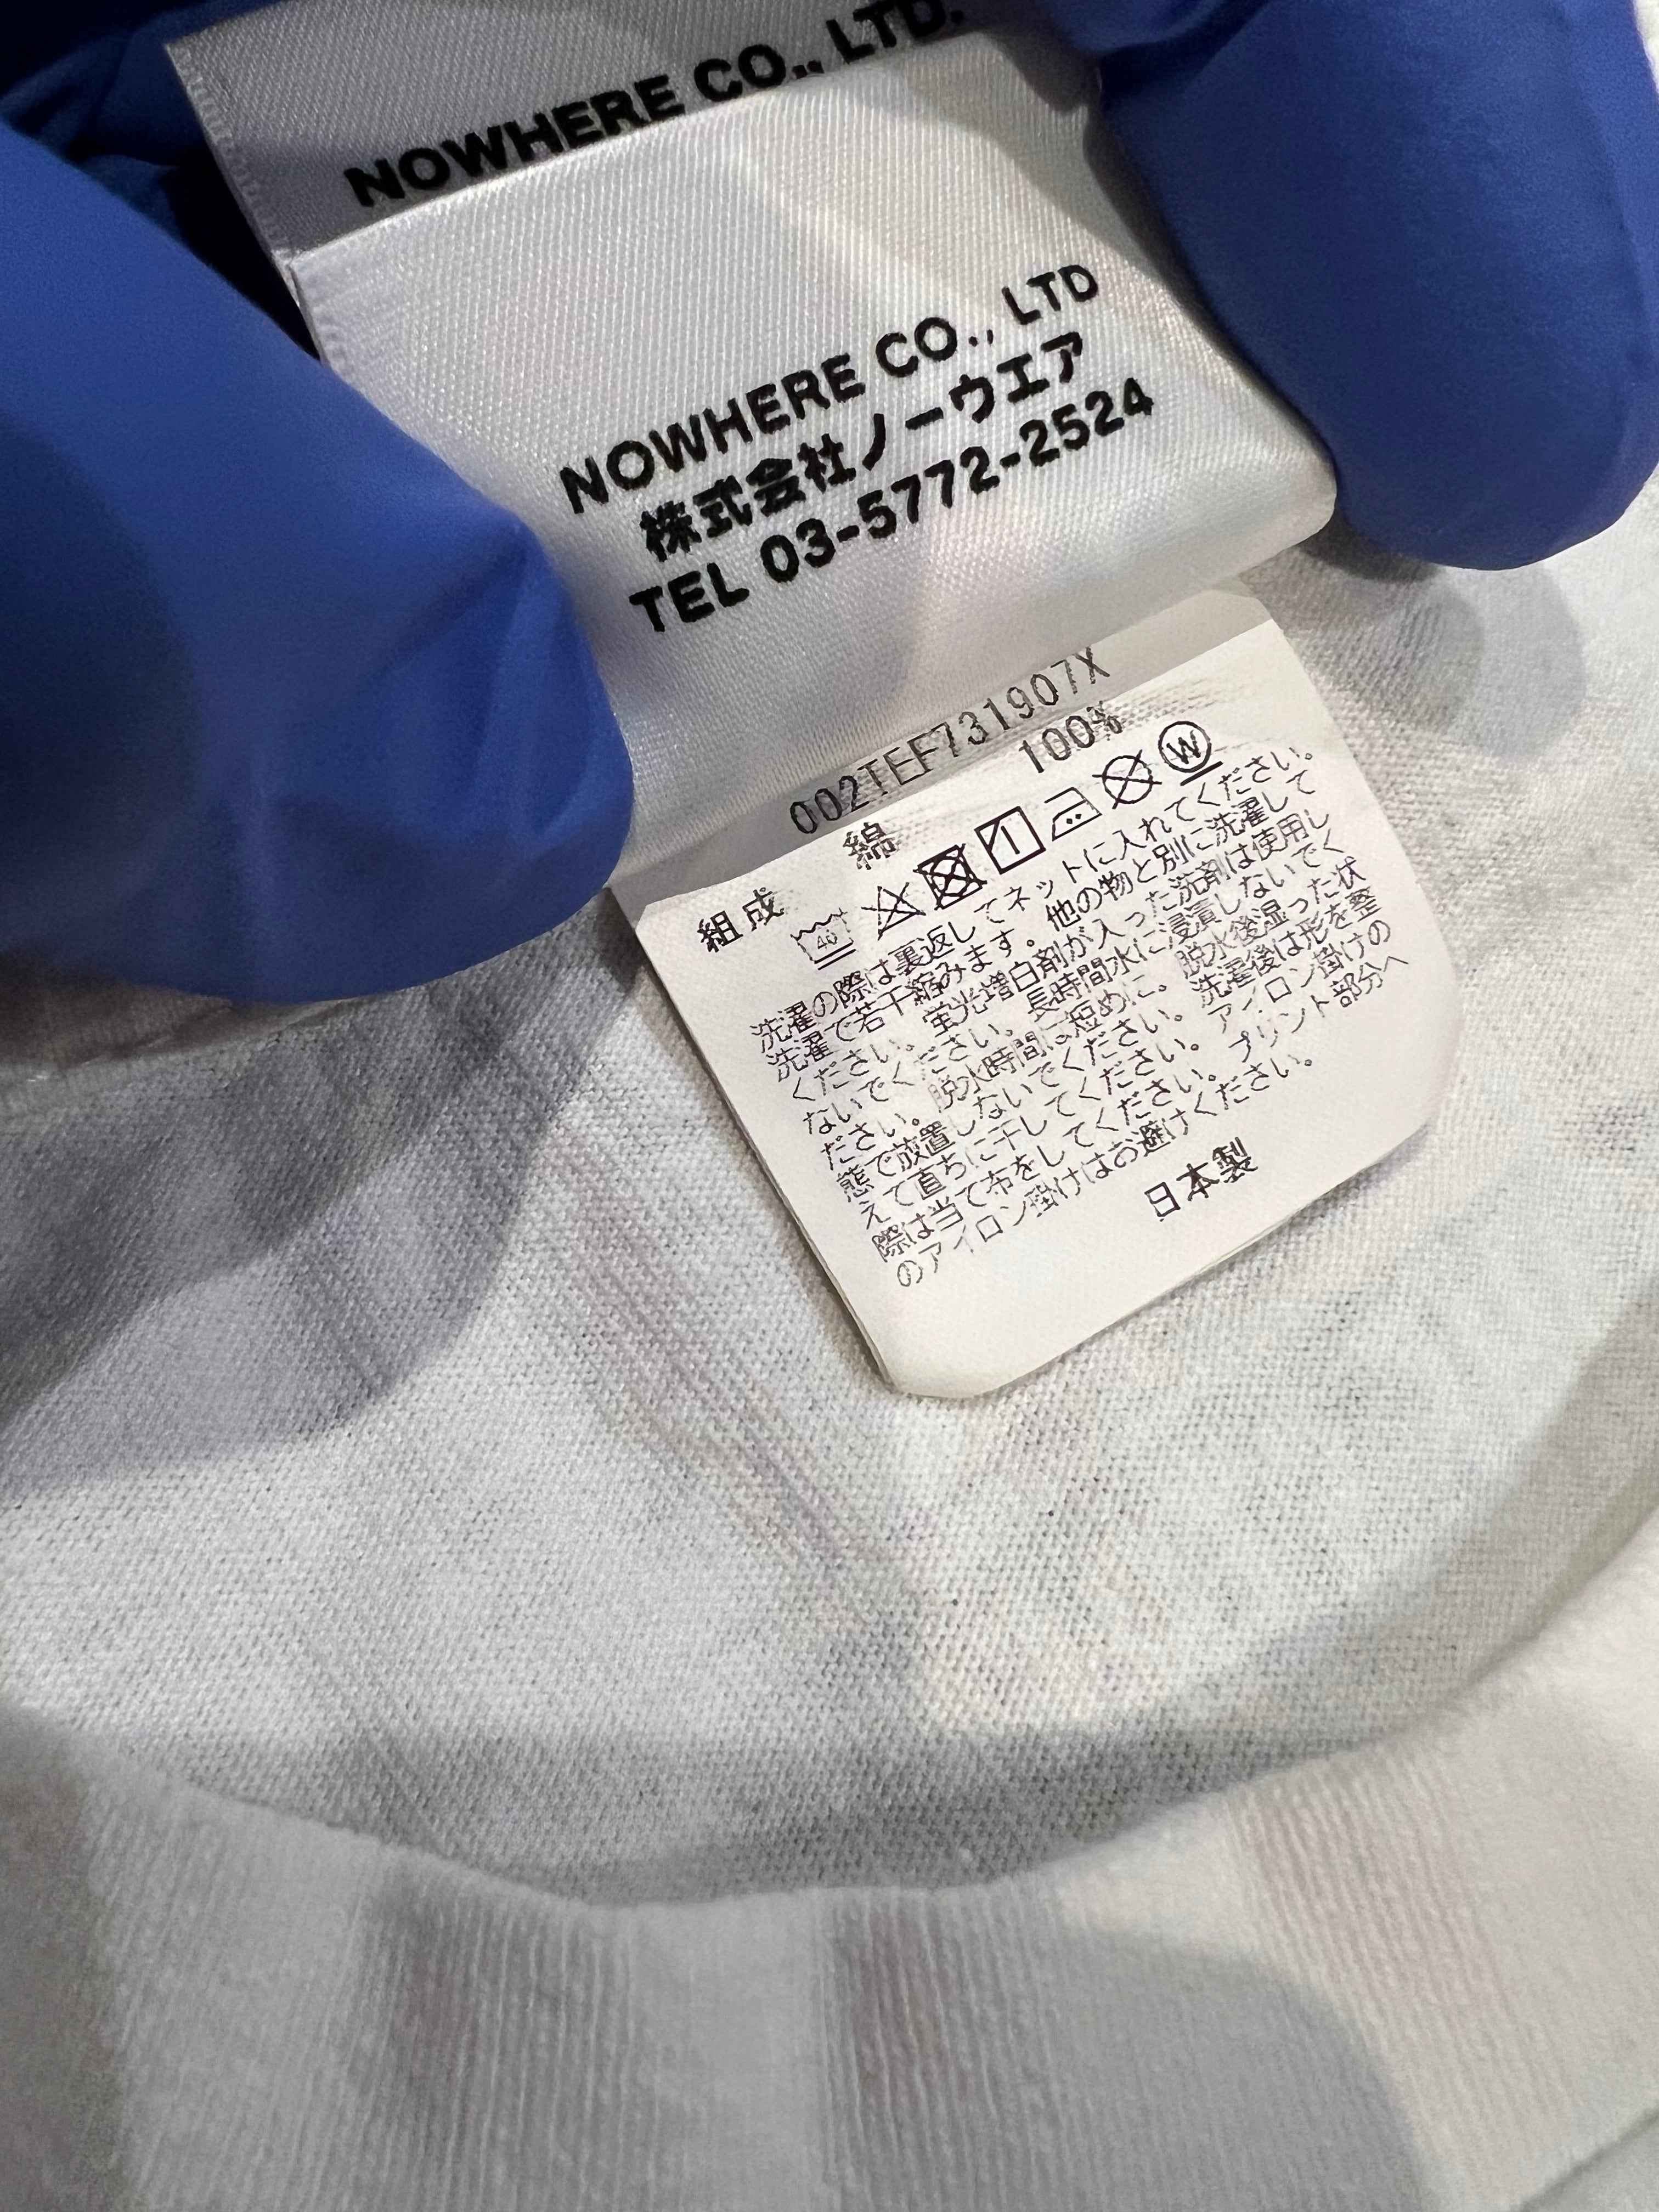 NOWHERE CO., LTD.
NOWHERE CO., LTD
株式会社ノーウエア
TEL 03-5772-2524
002TEF731907X
組成 綿 100%
40 W
洗濯の際は裏返してネットに入れてください。
洗濯で若干縮みます。他の物と別に洗濯して
ください。蛍光増白剤が入った洗剤は使用し
ないでください。長時間水に浸漬しないでく
ださい。脱水時間は短めに。脱水後湿った状
態で放置しないでください。洗濯後は形を整
えて直ちに干してください。アイロン掛けの
際は当て布をしてください。プリント部分へ
のアイロン掛けはお避けください。
日本製